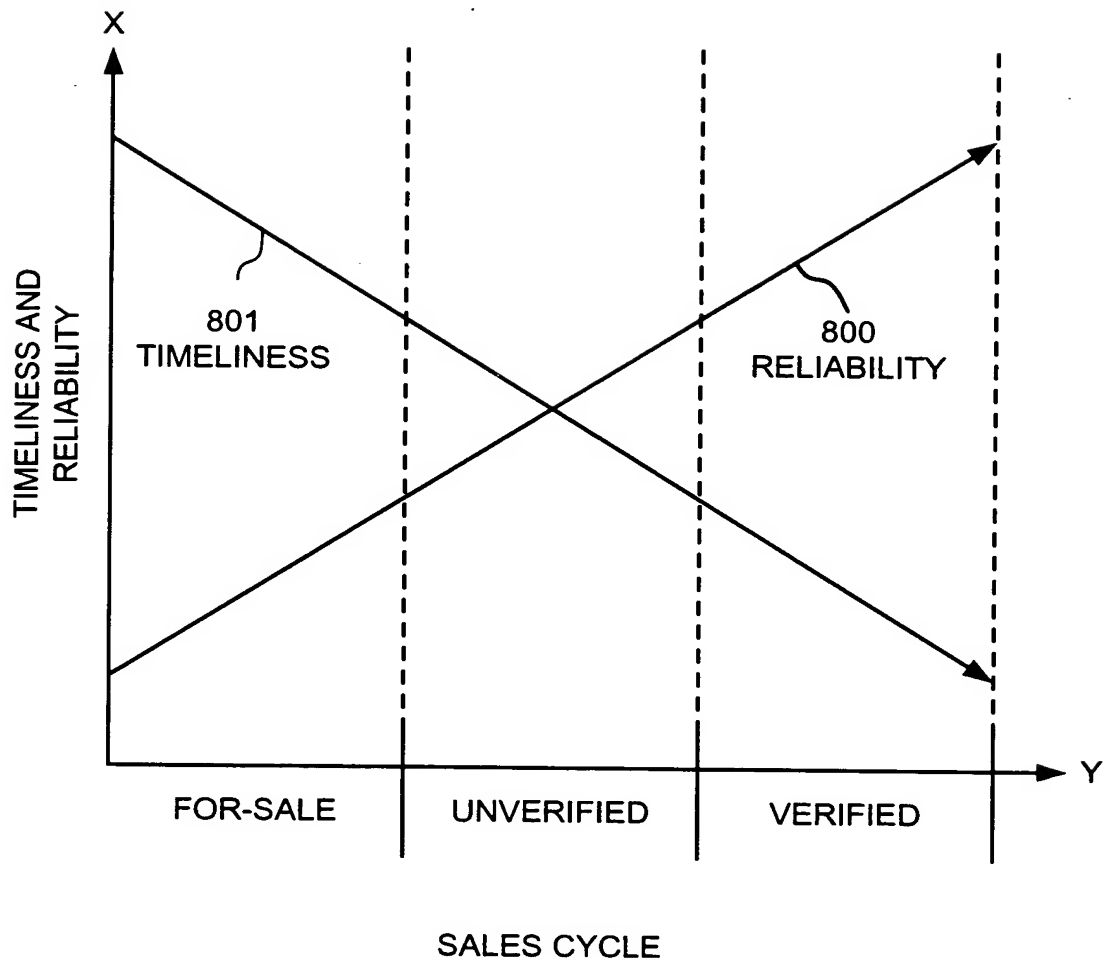 X
TIMELINESS AND
RELIABILITY
801
TIMELINESS
800
RELIABILITY
Y
FOR-SALE
UNVERIFIED
VERIFIED
SALES CYCLE